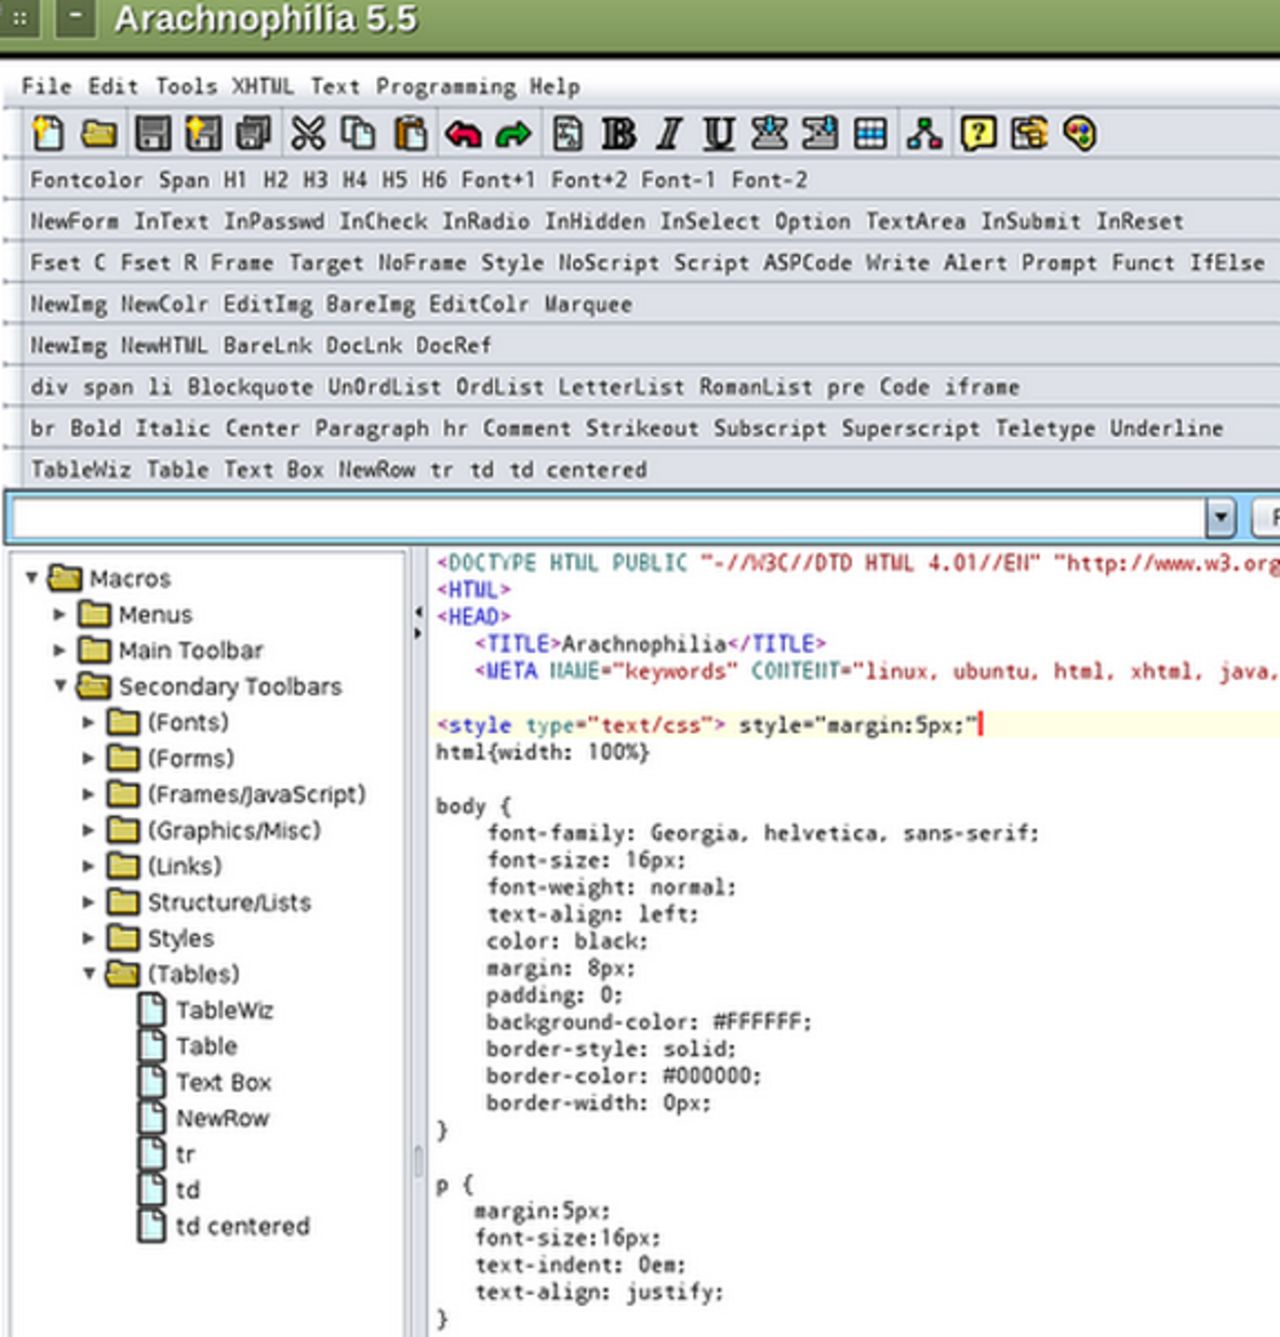 Arachnophilia 5.5
File Edit Tools XHTML Text Programming Help
Fontcolor Span H1 H2 H3 H4 H5 H6 Font+1 Font+2 Font-1 Font-2
NewForm InText InPasswd InCheck InRadio InHidden InSelect Option TextArea InSubmit InReset
Fset C Fset R Frame Target NoFrame Style NoScript Script ASPCode Write Alert Prompt Funct IfElse
NewImg NewColr EditImg BareImg EditColr Marquee
NewImg NewHTML BareLnk DocLnk DocRef
div span li Blockquote UnOrdList OrdList LetterList RomanList pre Code iframe
br Bold Italic Center Paragraph hr Comment Strikeout Subscript Superscript Teletype Underline
TableWiz Table Text Box NewRow tr td td centered
Macros
Menus
Main Toolbar
Secondary Toolbars
(Fonts)
(Forms)
(Frames/JavaScript)
(Graphics/Misc)
(Links)
Structure/Lists
Styles
(Tables)
TableWiz
Table
Text Box
NewRow
tr
td
td centered
<DOCTYPE HTML PUBLIC "-//W3C//DTD HTML 4.01//EN" "http://www.w3.org
<HTML>
<HEAD>
<TITLE>Arachnophilia</TITLE>
<META NAME="keywords" CONTENT="linux, ubuntu, html, xhtml, java,
<style type="text/css"> style="margin:5px;"
html{width: 100%}
body {
font-family: Georgia, helvetica, sans-serif;
font-size: 16px;
font-weight: normal;
text-align: left;
color: black;
margin: 8px;
padding: 0;
background-color: #FFFFFF;
border-style: solid;
border-color: #000000;
border-width: 0px;
}
p {
margin:5px;
font-size:16px;
text-indent: 0em;
text-align: justify;
}